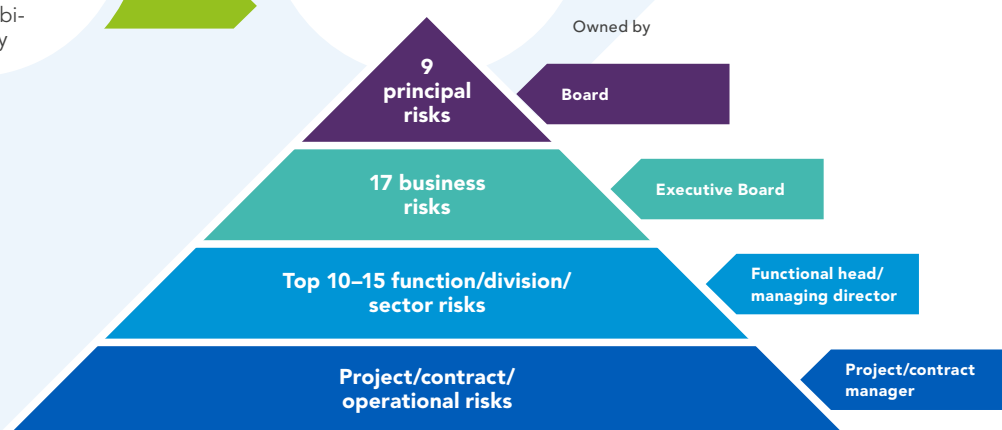 bi-
y
Owned by
9
principal
risks
Board
17 business
risks
Executive Board
Top 10–15 function/division/
sector risks
Functional head/
managing director
Project/contract/
operational risks
Project/contract
manager